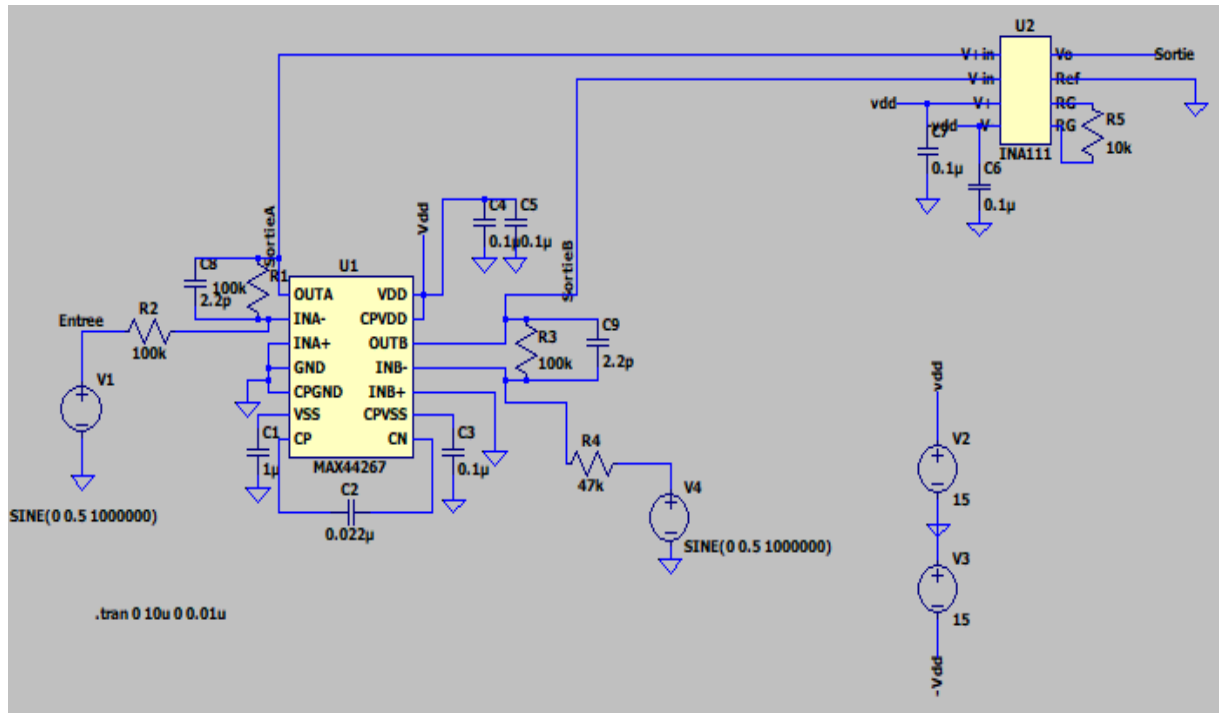 U2
V+in
Vo
Sortie
V-in
Ref
vdd
V+
RG
-vdd
V-
RG
R5
10k
C7
0.1µ
INA111
C6
0.1µ
SortieA
Vdd
C4
C5
0.1µ
0.1µ
SortieB
C8
100k
R1
2.2p
U1
OUTA
VDD
Entree
R2
INA-
CPVDD
C9
100k
INA+
OUTB
R3
100k
2.2p
GND
INB-
V1
CPGND
INB+
VSS
CPVSS
C1
C3
CP
CN
R4
1µ
MAX44267
0.1µ
47k
C2
V4
0.022µ
SINE(0 0.5 1000000)
SINE(0 0.5 1000000)
vdd
V2
15
V3
15
-Vdd
.tran 0 10u 0 0.01u